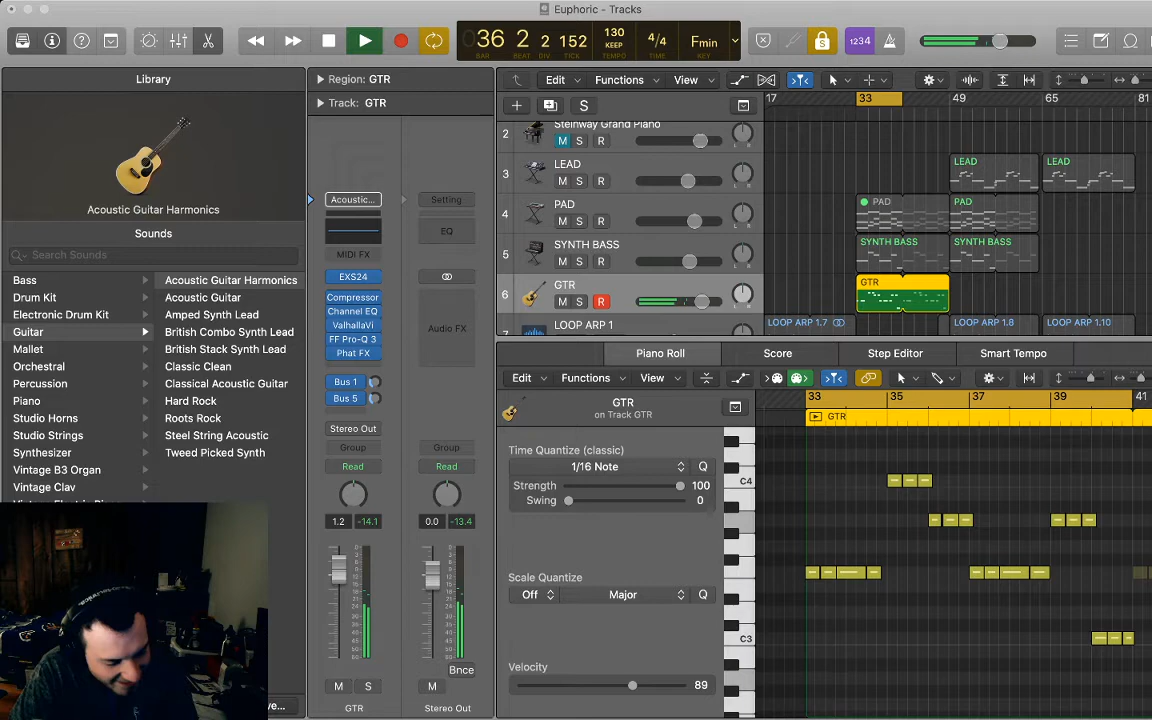 Euphoric - Tracks
36 2 2 152
BAR BEAT DIV TICK
130
KEEP
TEMPO
4/4
TIME
Fmin
KEY
1234
Library
Acoustic Guitar Harmonics
Sounds
Search Sounds
Bass
Drum Kit
Electronic Drum Kit
Guitar
Mallet
Orchestral
Percussion
Piano
Studio Horns
Studio Strings
Synthesizer
Vintage B3 Organ
Vintage Clav
Acoustic Guitar Harmonics
Acoustic Guitar
Amped Synth Lead
British Combo Synth Lead
British Stack Synth Lead
Classic Clean
Classical Acoustic Guitar
Hard Rock
Roots Rock
Steel String Acoustic
Tweed Picked Synth
Region: GTR
Track: GTR
Acoustic...
Setting
EQ
MIDI FX
EXS24
Compressor
Channel EQ
ValhallaVi
FF Pro-Q 3
Phat FX
Audio FX
Bus 1
Bus 5
Stereo Out
Group
Group
Read
Read
1.2 -14.1
0.0 -13.4
Bnce
M S
M
GTR
Stereo Out
Edit
Functions
View
S
17 33 49 65 81
2 Steinway Grand Piano
M S R
3 LEAD
M S R
4 PAD
M S R
5 SYNTH BASS
M S R
6 GTR
M S R
7 LOOP ARP 1
L R
LEAD LEAD
PAD PAD
SYNTH BASS SYNTH BASS
GTR
LOOP ARP 1.7 LOOP ARP 1.8 LOOP ARP 1.10
Piano Roll
Score
Step Editor
Smart Tempo
Edit
Functions
View
GTR
on Track GTR
33 35 37 39 41
GTR
Time Quantize (classic)
1/16 Note Q
Strength 100
Swing 0
Scale Quantize
Off Major Q
Velocity
89
C4
C3